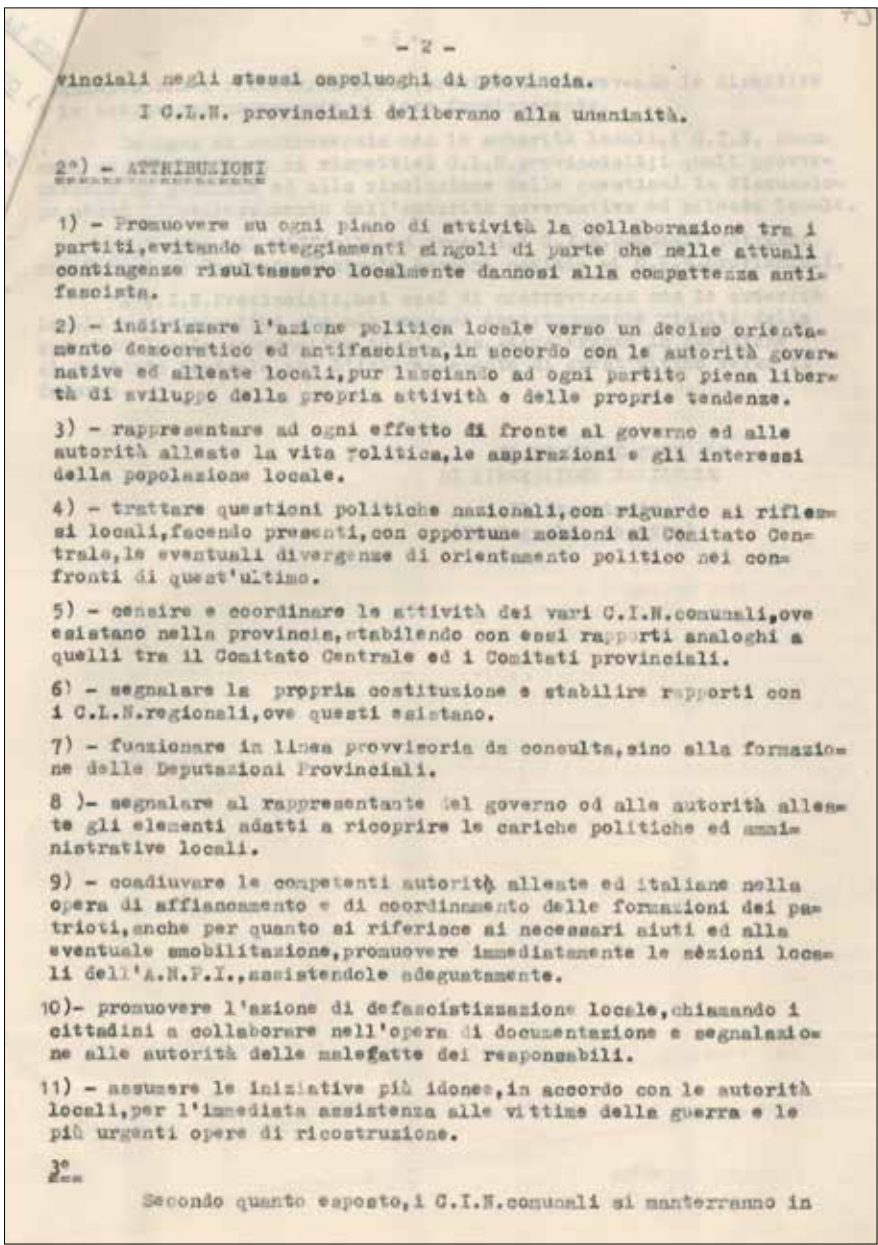 - 2 -
vinciali negli stessi capoluoghi di ptovincia.
I C.L.N. provinciali deliberano alla unanimità.
2°) - ATTRIBUZIONI
1) - Promuovere su ogni piano di attività la collaborazione tra i
partiti,evitando atteggiamenti singoli di parte che nelle attuali
contingenze risultassero localmente dannosi alla compattezza anti=
fascista.
2) - indirizzare l'azione politica locale verso un deciso orienta=
mento democratico ed antifascista,in accordo con le autorità gover=
native ed alleate locali,pur lasciando ad ogni partito piena liber=
tà di sviluppo della propria attività e delle proprie tendenze.
3) - rappresentare ad ogni effetto di fronte al governo ed alle
autorità alleate la vita politica,le aspirazioni e gli interessi
della popolazione locale.
4) - trattare questioni politiche nazionali,con riguardo ai rifles=
si locali,facendo presenti,con opportune mozioni al Comitato Cen=
trale,le eventuali divergenze di orientamento politico nei con=
fronti di quest'ultimo.
5) - censire e coordinare le attività dei vari C.L.N.comunali,ove
esistano nella provincia,stabilendo con essi rapporti analoghi a
quelli tra il Comitato Centrale ed i Comitati provinciali.
6) - segnalare la propria costituzione e stabilire rapporti con
i C.L.N.regionali,ove questi esistano.
7) - funzionare in linea provvisoria da consulta,sino alla formazio=
ne delle Deputazioni Provinciali.
8 )- segnalare al rappresentante del governo od alle autorità allea=
te gli elementi adatti a ricoprire le cariche politiche ed ammi=
nistrative locali.
9) - coadiuvare le competenti autorità alleate ed italiane nella
opera di affiancamento e di coordinamento delle formazioni dei pa=
trioti,anche per quanto si riferisce ai necessari aiuti ed alla
eventuale smobilitazione,promuovere immediatamente le sezioni loca=
li dell'A.N.P.I.,assistendole adeguatamente.
10)- promuovere l'azione di defascistizzazione locale,chiamando i
cittadini a collaborare nell'opera di documentazione e segnalazio=
ne alle autorità delle malefatte dei responsabili.
11) - assumere le iniziative più idonee,in accordo con le autorità
locali,per l'immediata assistenza alle vittime della guerra e le
più urgenti opere di ricostruzione.
3°
Secondo quanto esposto,i C.L.N.comunali si manterranno in